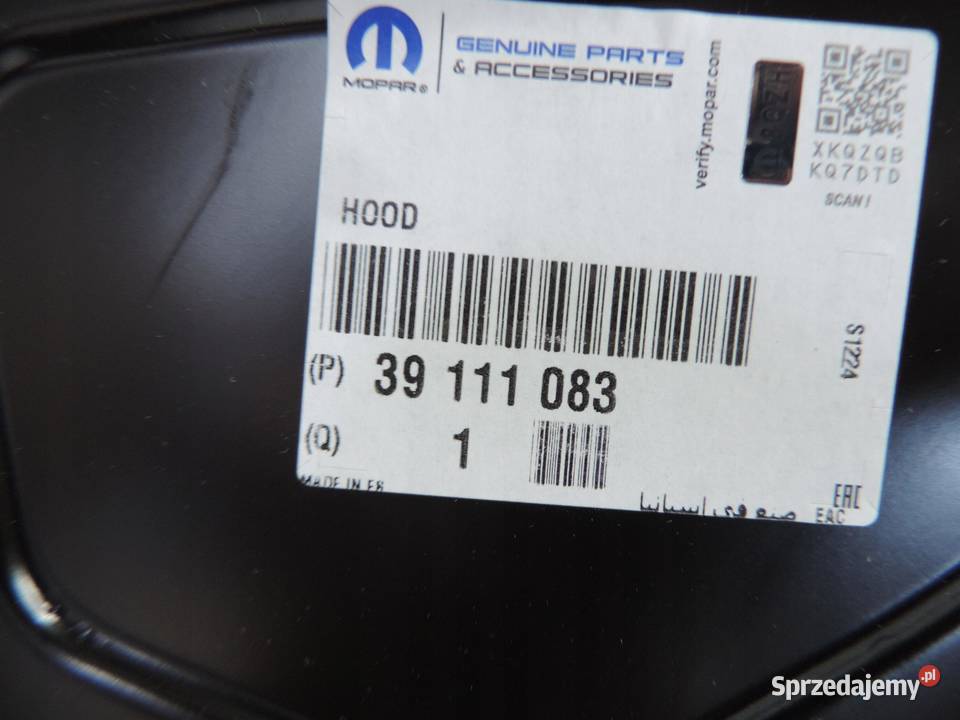 MOPAR®
GENUINE PARTS
& ACCESSORIES
verify.mopar.com
XKQZQB
KQ7DTD
SCAN!
HOOD
S1224
(P) 39 111 083
(Q) 1
MADE IN
صنع في اسبانيا
EAC
EAC
Sprzedajemy.pl